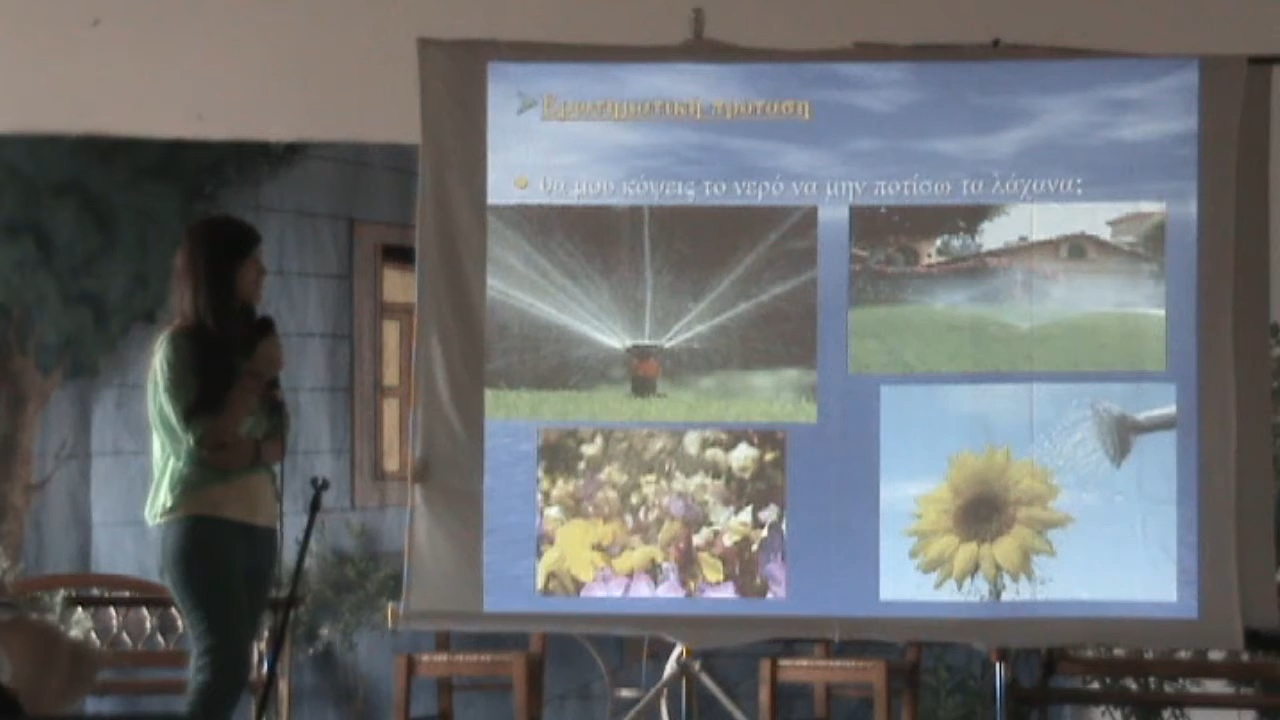 Ερωτηματική πρόταση
θα μου κόψεις το νερό να μην ποτίσω τα λάχανα;